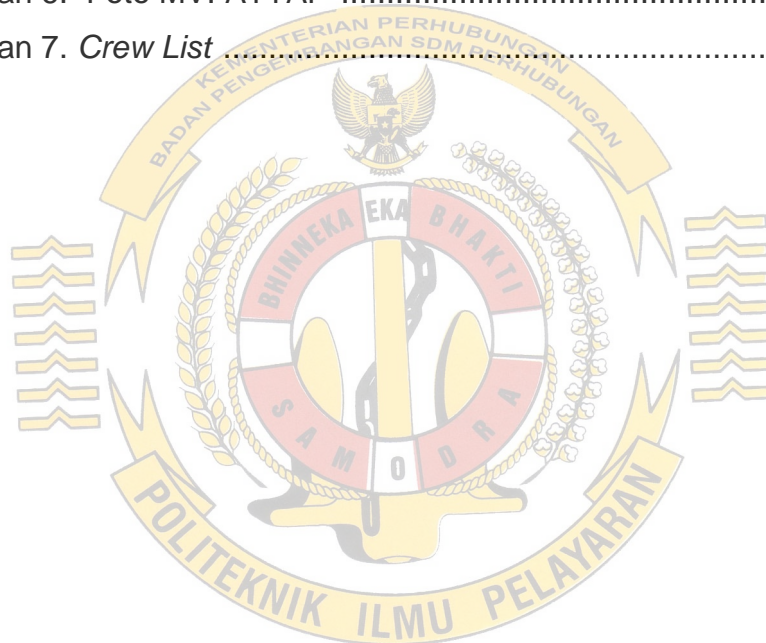 an 6. Foto MV.
an 7. Crew List ..........................................................
KEMENTERIAN PERHUBUNGAN
BADAN PENGEMBANGAN SDM PERHUBUNGAN
BHINNEKA EKA BHAKTI
SAMODRA
POLITEKNIK ILMU PELAYARAN